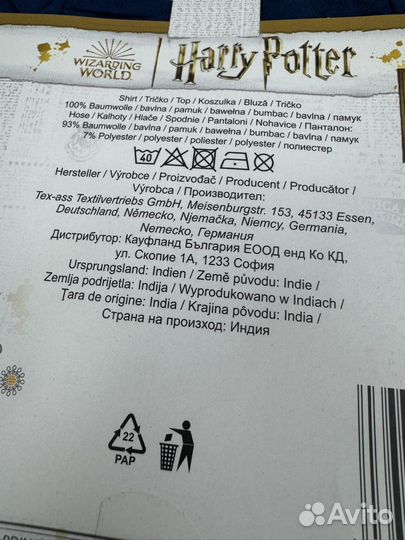 WIZARDING
WORLD
Harry Potter
Shirt / Tričko / Top / Koszulka / Bluză / Tričko
100% Baumwolle / bavlna / pamuk / bawełna / bumbac / bavlna / памук
Hose / Kalhoty / Hlače / Spodnie / Pantaloni / Nohavice / Панталон:
93% Baumwolle / bavlna / pamuk / bawełna / bumbac / bavlna / памук
7% Polyester / polyester / poliester / polyester / полиестер
40
Hersteller / Výrobce / Proizvođač / Producent / Producător /
Výrobca / Производител:
Tex-ass Textilvertriebs GmbH, Meisenburgstr. 153, 45133 Essen,
Deutschland, Německo, Njemačka, Niemcy, Germania,
Nemecko, Германия
Дистрибутор: Кауфланд България ЕООД енд Ко КД,
ул. Скопие 1А, 1233 София
Ursprungsland: Indien / Země původu: Indie /
Zemlja podrijetla: Indija / Wyprodukowano w Indiach /
Țara de origine: India / Krajina pôvodu: India /
Страна на произход: Индия
22
PAP
Avito